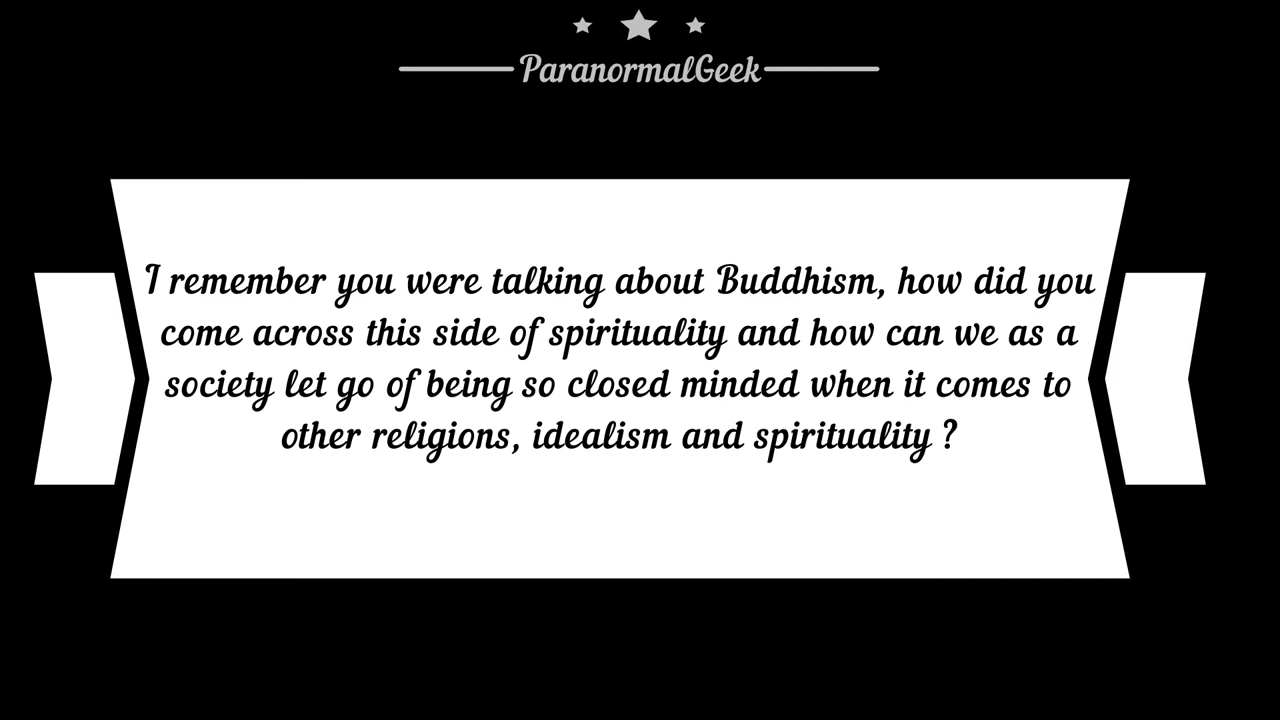 ParanormalGeek
I remember you were talking about Buddhism, how did you
come across this side of spirituality and how can we as a
society let go of being so closed minded when it comes to
other religions, idealism and spirituality ?